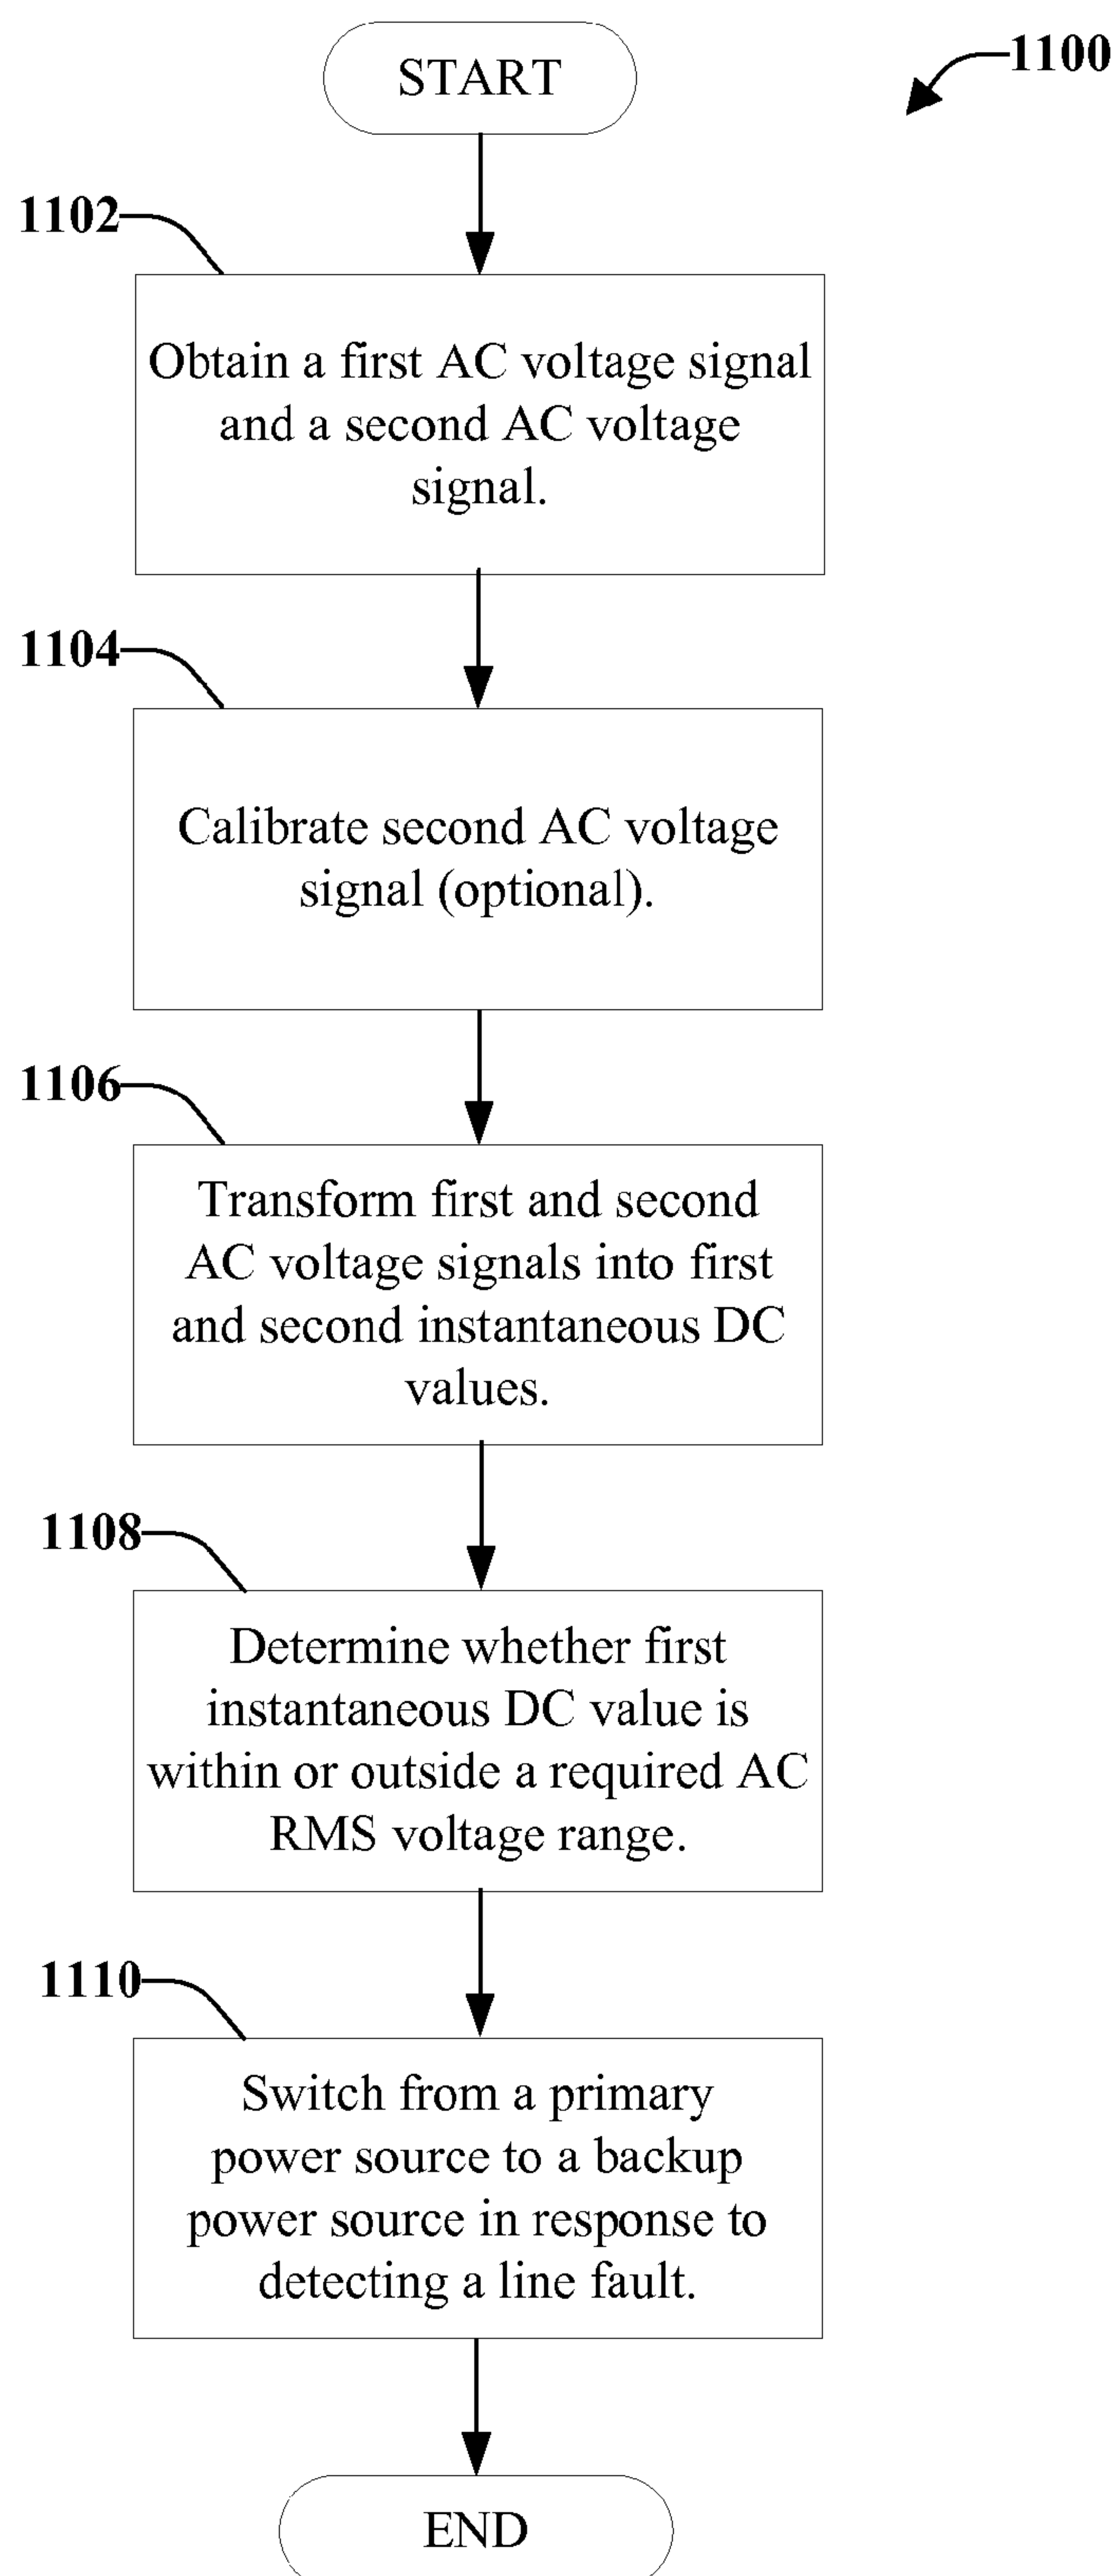 START
1100
1102
Obtain a first AC voltage signal
and a second AC voltage
signal.
1104
Calibrate second AC voltage
signal (optional).
1106
Transform first and second
AC voltage signals into first
and second instantaneous DC
values.
1108
Determine whether first
instantaneous DC value is
within or outside a required AC
RMS voltage range.
1110
Switch from a primary
power source to a backup
power source in response to
detecting a line fault.
END